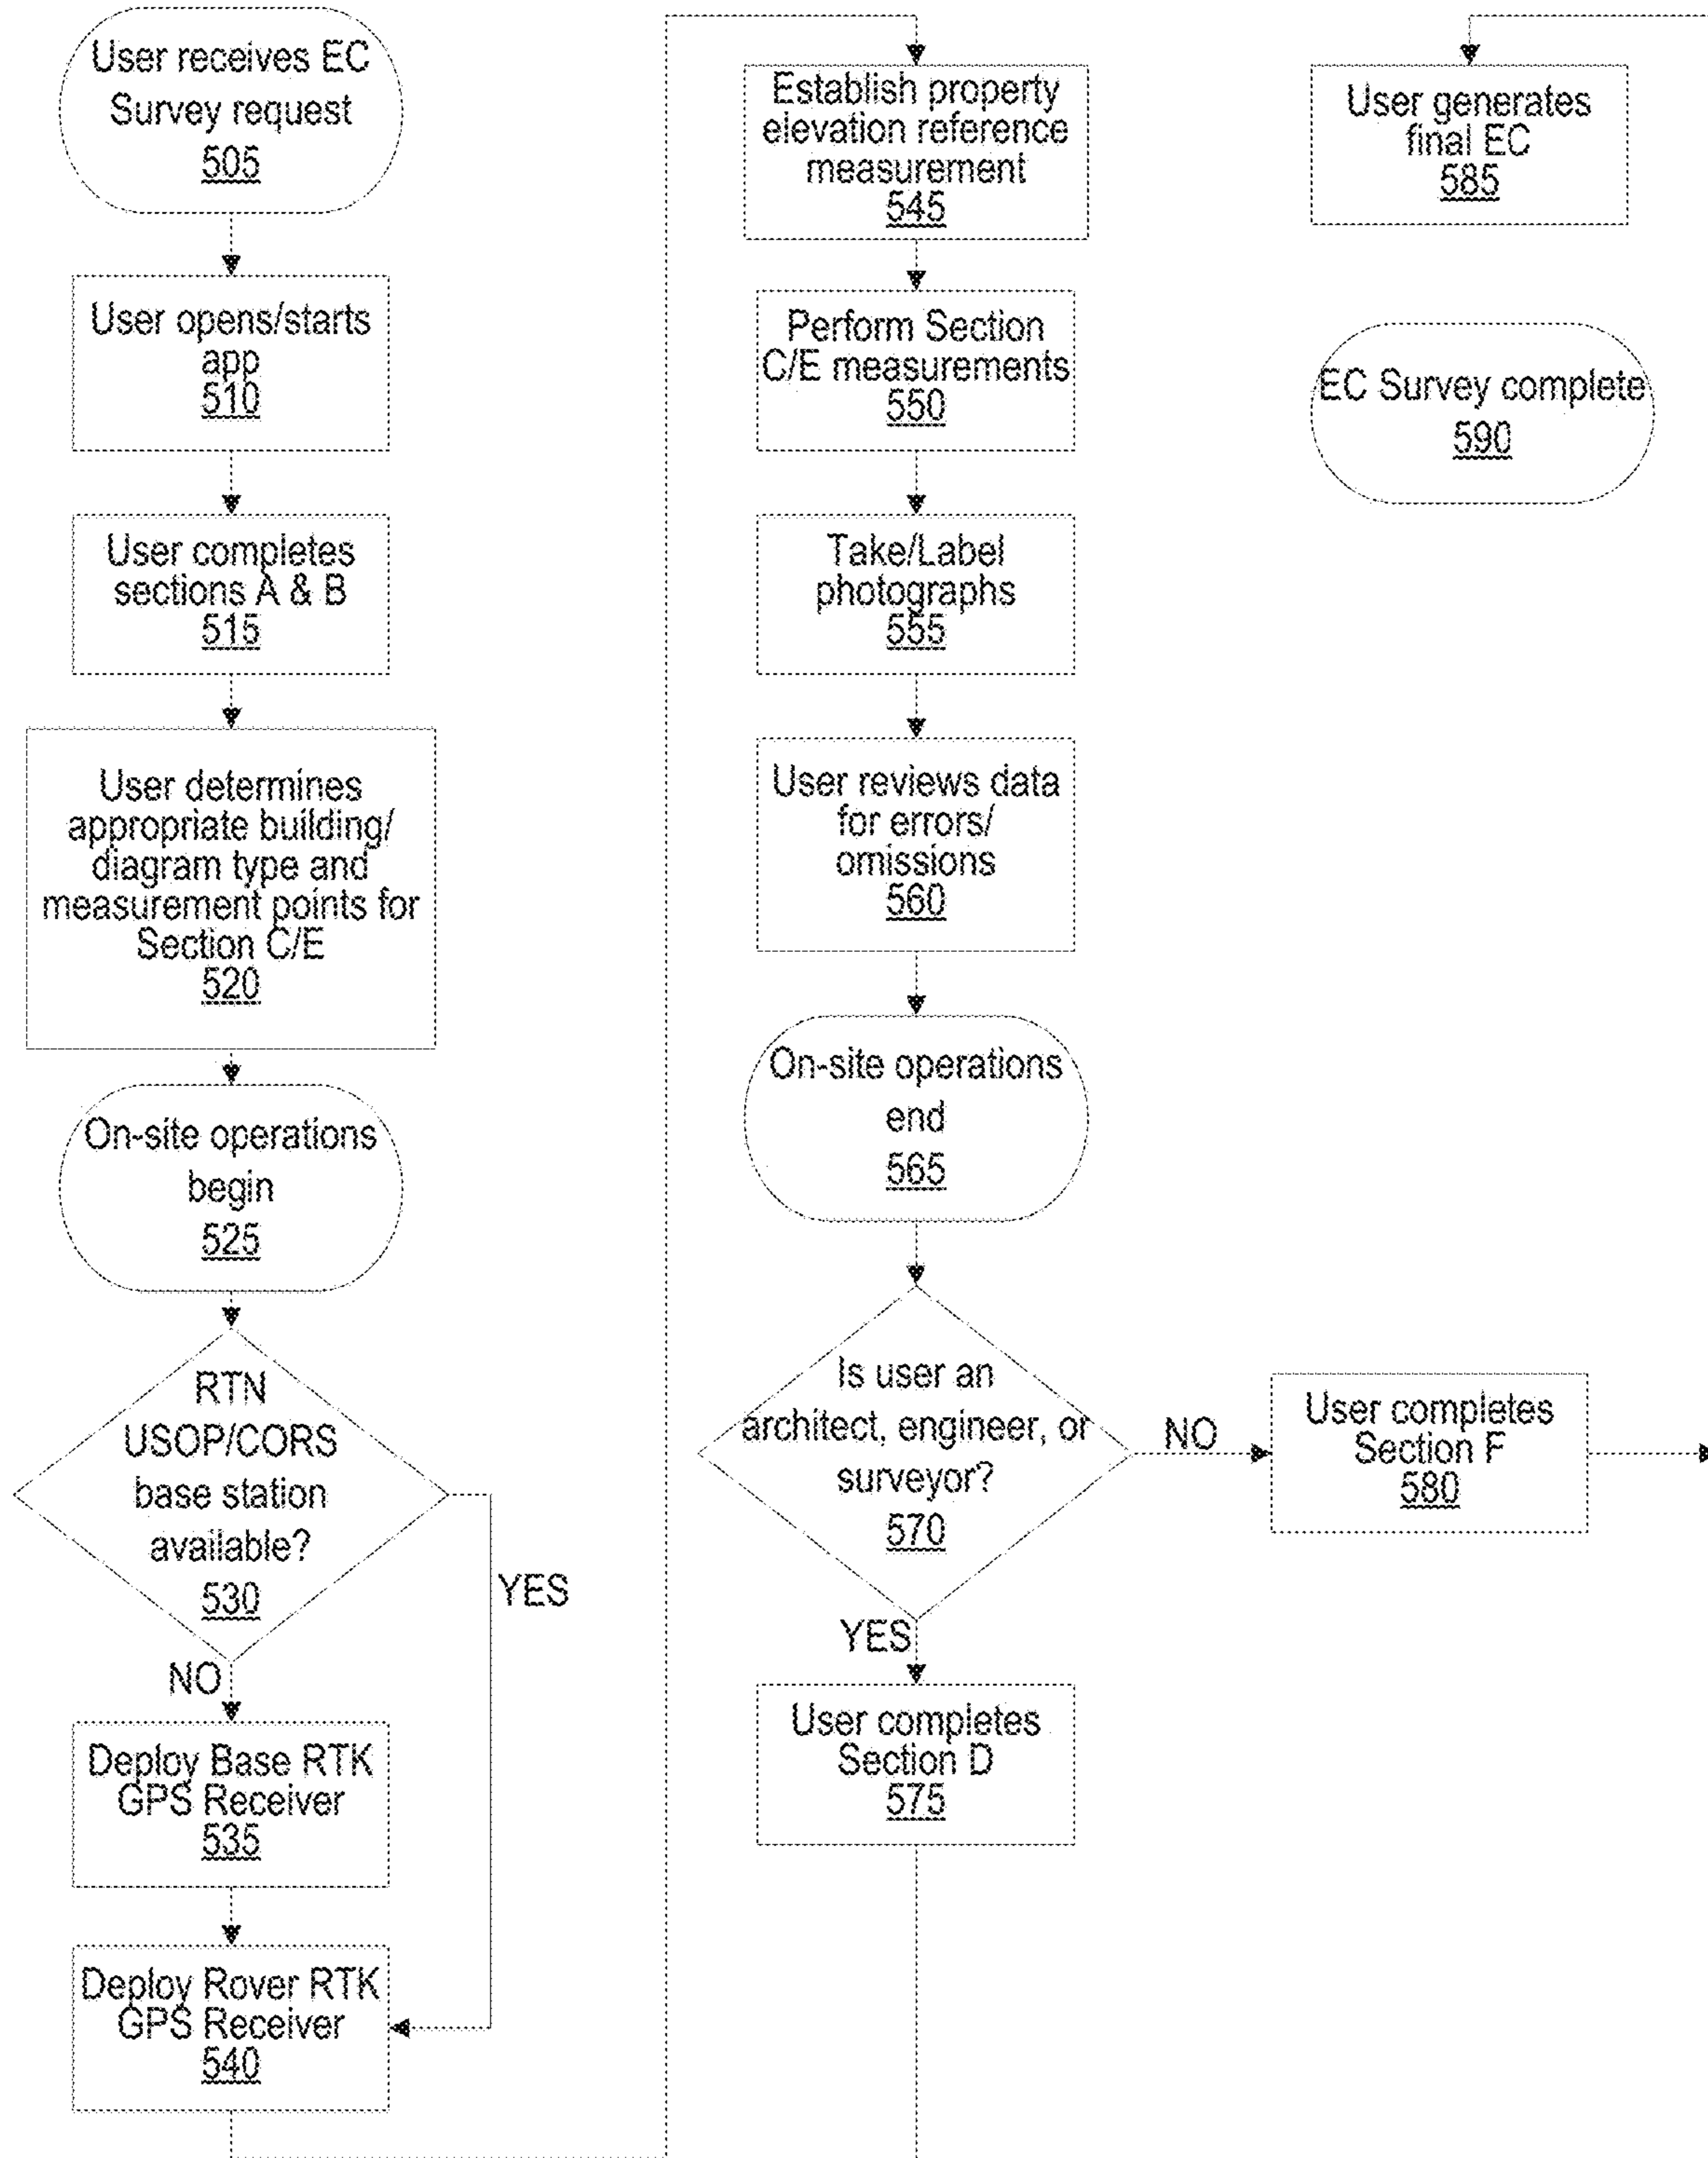 User receives EC
Survey request
505
User opens/starts
app
510
User completes
sections A & B
515
User determines
appropriate building/
diagram type and
measurement points for
Section C/E
520
On-site operations
begin
525
RTN
USOP/CORS
base station
available?
530
YES
NO
Deploy Base RTK
GPS Receiver
535
Deploy Rover RTK
GPS Receiver
540
Establish property
elevation reference
measurement
545
Perform Section
C/E measurements
550
Take/Label
photographs
555
User reviews data
for errors/
omissions
560
On-site operations
end
565
Is user an
architect, engineer, or
surveyor?
570
NO
YES
User completes
Section D
575
User completes
Section F
580
User generates
final EC
585
EC Survey complete
590